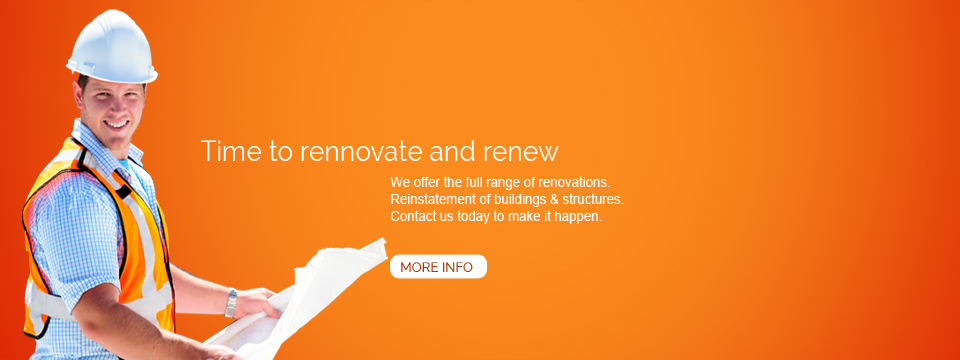 Time to rennovate and renew
We offer the full range of renovations.
Reinstatement of buildings & structures.
Contact us today to make it happen.
MORE INFO